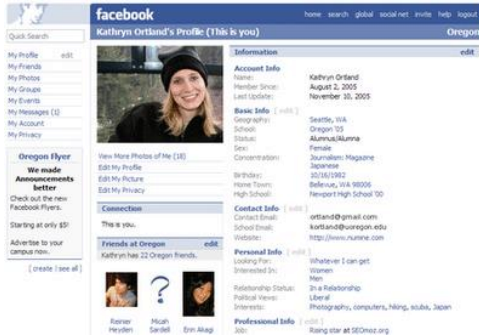 facebook
home search global social net invite help logout
Quick Search
Kathryn Ortland's Profile (This is you) Oregon
My Profile edit
My Friends
My Photos
My Groups
My Events
My Messages (1)
My Account
My Privacy
Oregon Flyer
We made
Announcements
better
Check out the new
Facebook Flyers.
Starting at only $5!
Advertise to your
campus now.
[ create | see all ]
View More Photos of Me (18)
Edit My Profile
Edit My Picture
Edit My Privacy
Connection
This is you.
Friends at Oregon edit
Kathryn has 22 Oregon friends.
Rainer
Heyden
Micah
Sardell
Erin Akagi
Information edit
Account Info
Name: Kathryn Ortland
Member Since: August 2, 2005
Last Update: November 10, 2005
Basic Info [ edit ]
Geography: Seattle, WA
School: Oregon '05
Status: Alumnus/Alumna
Sex: Female
Concentration: Journalism: Magazine
Japanese
Birthday: 10/16/1982
Home Town: Bellevue, WA 98006
High School: Newport High School '00
Contact Info [ edit ]
Contact Email: ortland@gmail.com
School Email: kortland@uoregon.edu
Website: http://www.numine.com
Personal Info [ edit ]
Looking For: Whatever I can get
Interested In: Women
Men
Relationship Status: In a Relationship
Political Views: Liberal
Interests: Photography, computers, hiking, scuba, Japan
Professional Info [ edit ]
Job: Rising star at SEOmoz.org